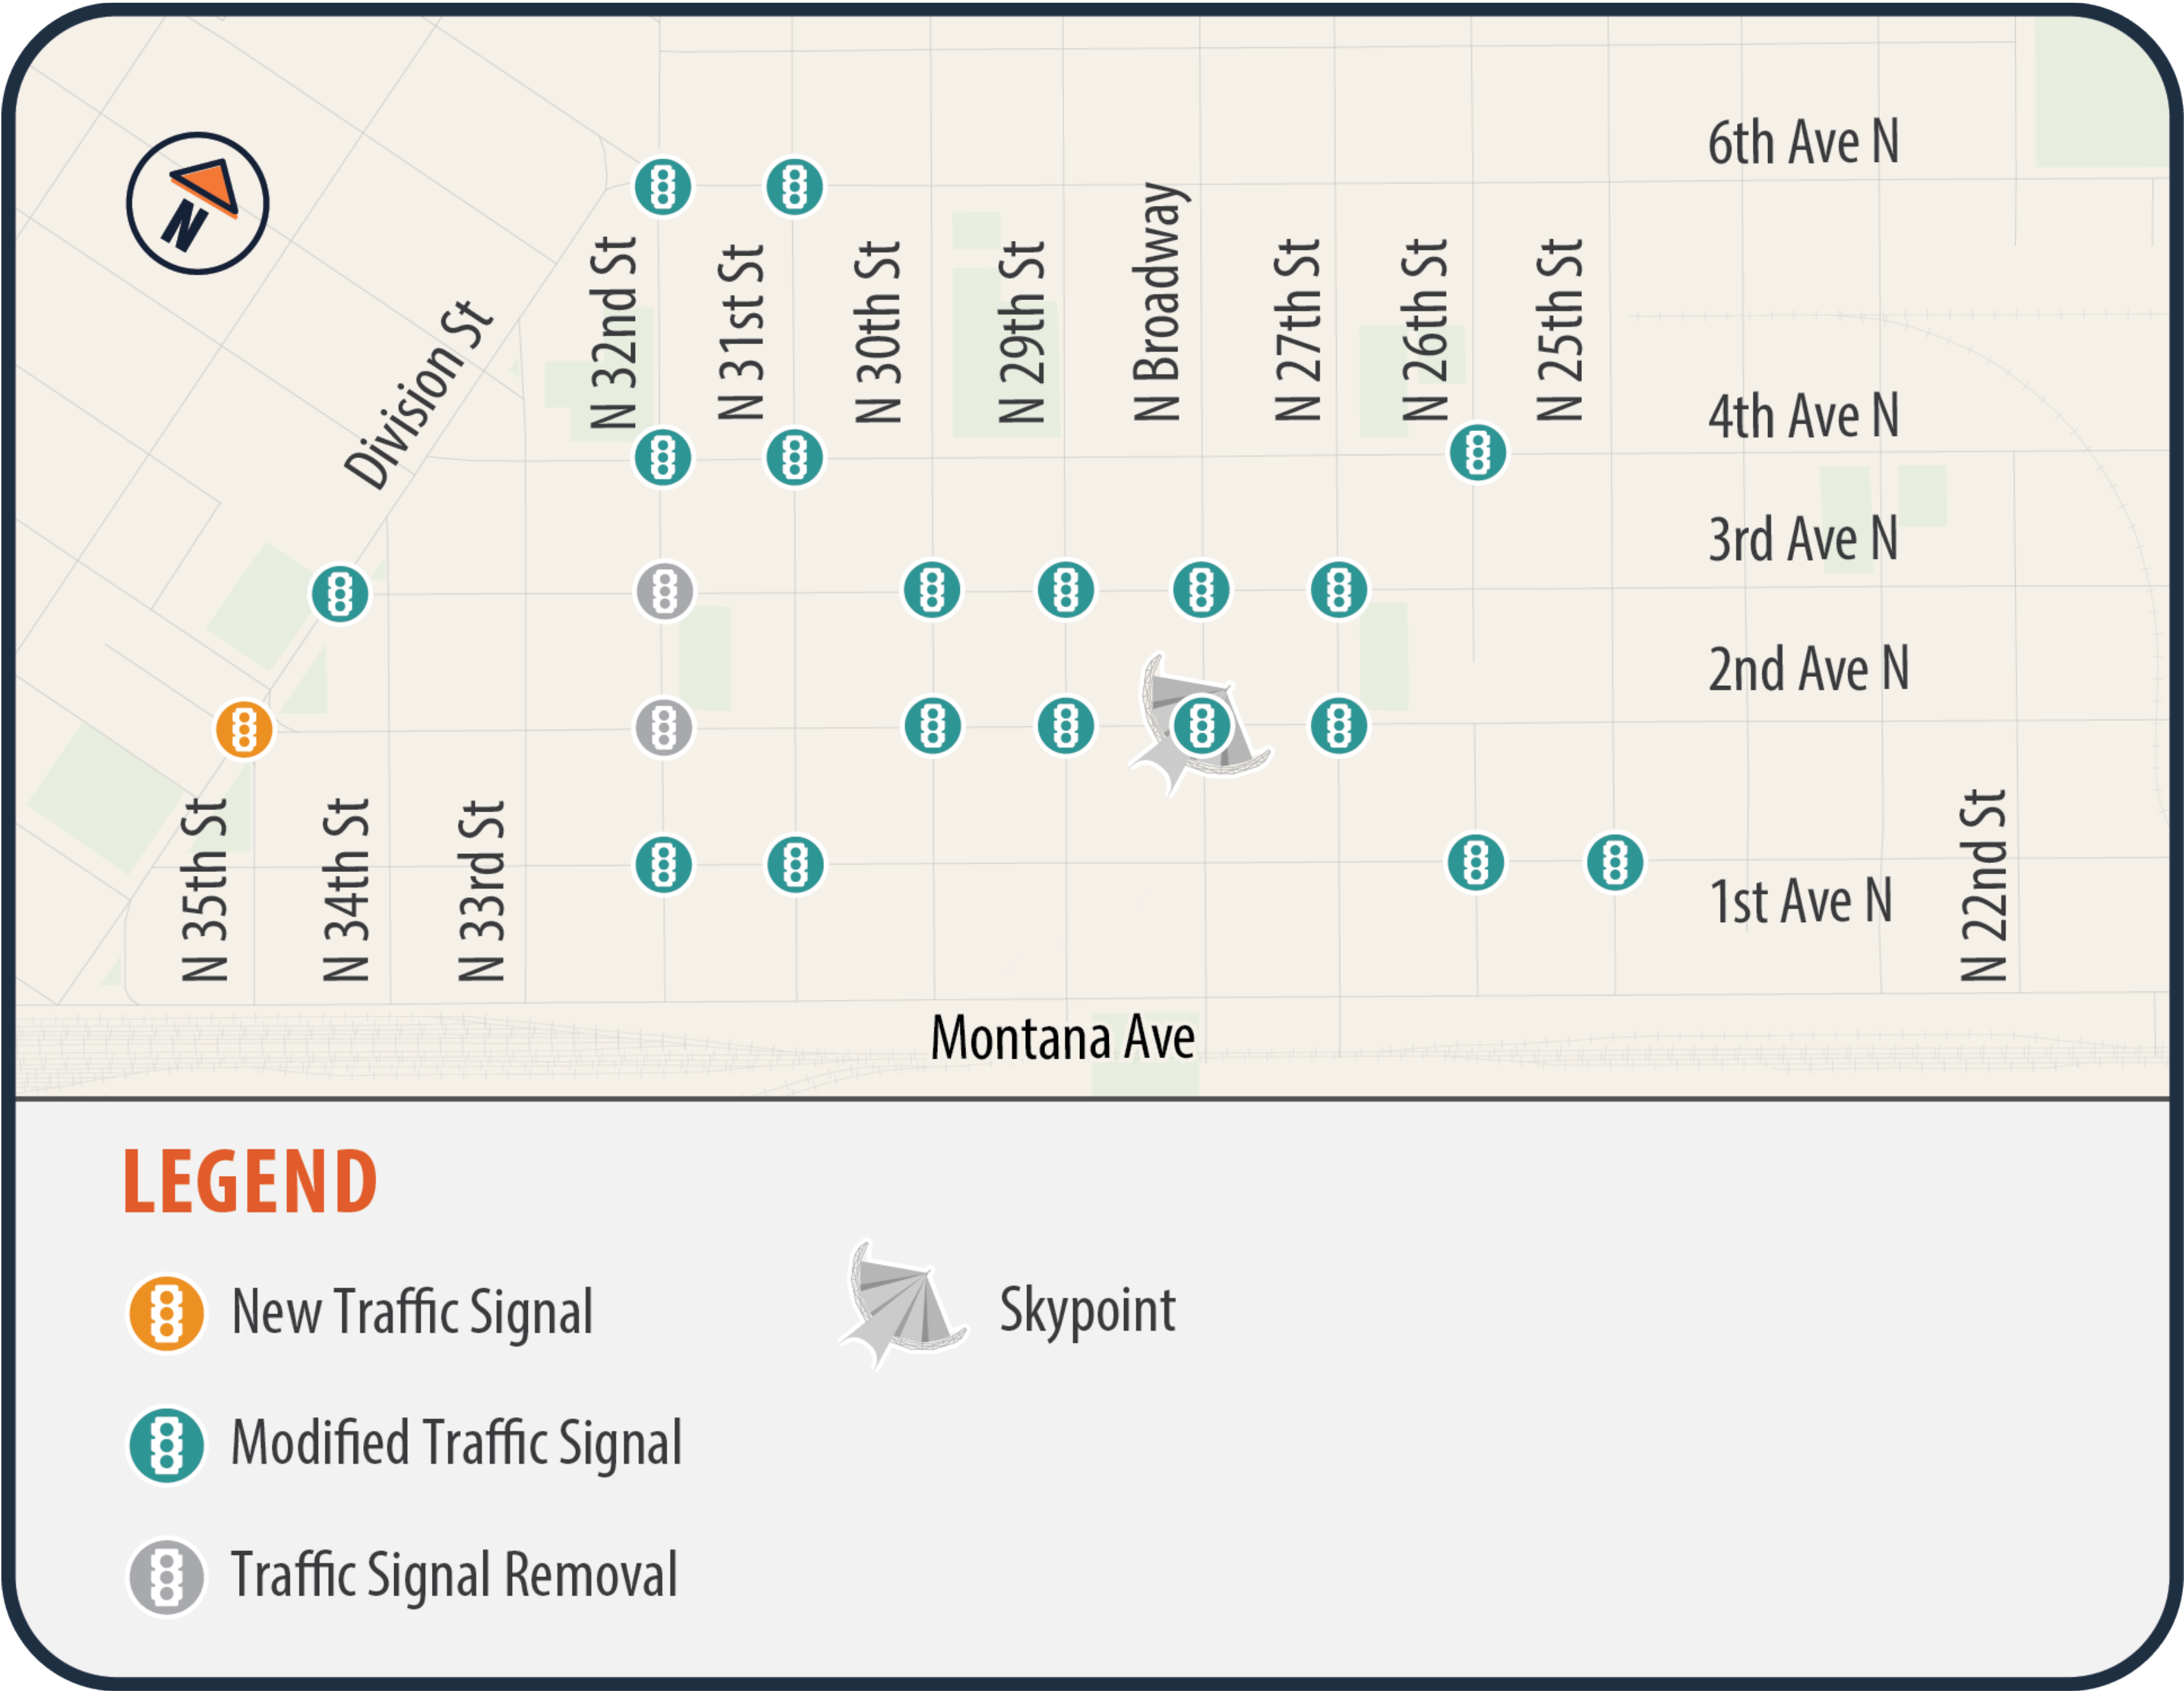 6th Ave N
N
Division St
N 32nd St
N 31st St
N 30th St
N 29th St
N Broadway
N 27th St
N 26th St
N 25th St
4th Ave N
3rd Ave N
2nd Ave N
N 35th St
N 34th St
N 33rd St
1st Ave N
N 22nd St
Montana Ave
LEGEND
New Traffic Signal
Skypoint
Modified Traffic Signal
Traffic Signal Removal